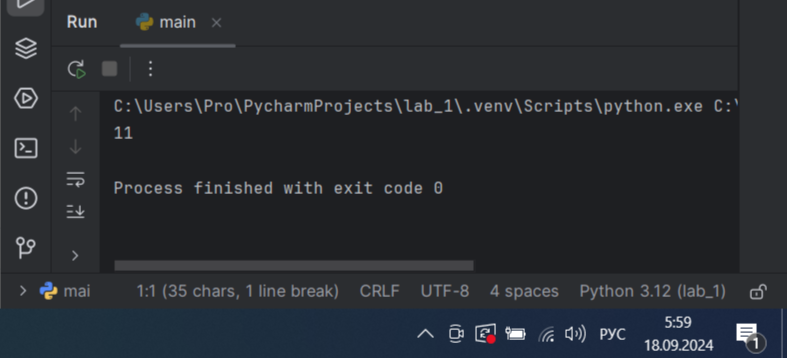 Run main
C:\Users\Pro\PycharmProjects\lab_1\.venv\Scripts\python.exe C:\
11
Process finished with exit code 0
mai 1:1 (35 chars, 1 line break) CRLF UTF-8 4 spaces Python 3.12 (lab_1)
РУС 5:59
18.09.2024 1